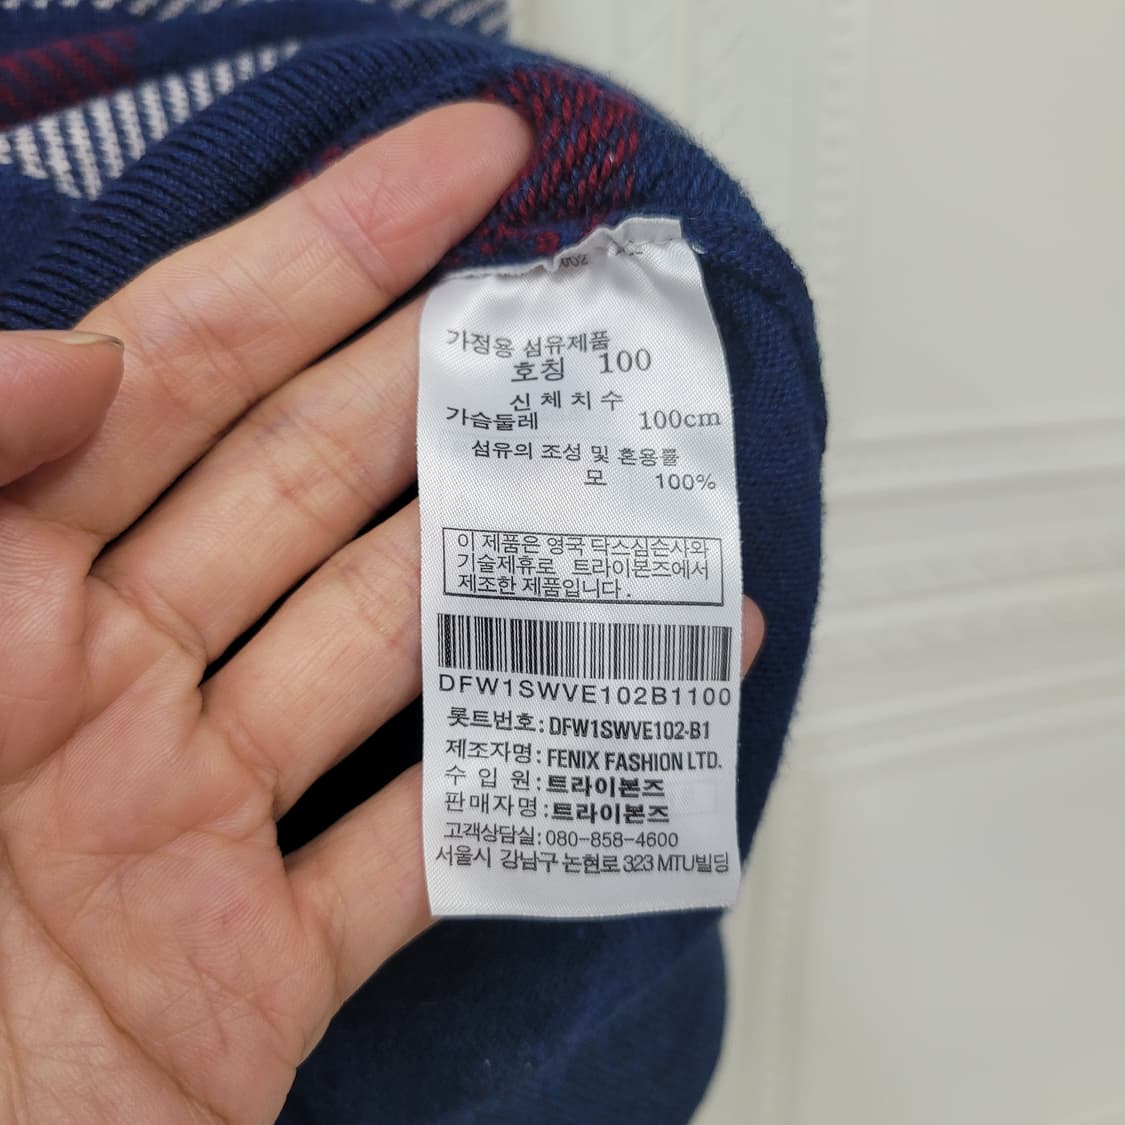 002
가정용 섬유제품
호칭 100
신 체 치 수
가슴둘레 100cm
섬유의 조성 및 혼용률
모 100%
이 제품은 영국 닥스심슨사와
기술제휴로 트라이본즈에서
제조한 제품입니다.
DFW1SWVE102B1100
롯트번호: DFW1SWVE102-B1
제조자명: FENIX FASHION LTD.
수 입 원: 트라이본즈
판매자명: 트라이본즈
고객상담실: 080-858-4600
서울시 강남구 논현로 323 MTU빌딩